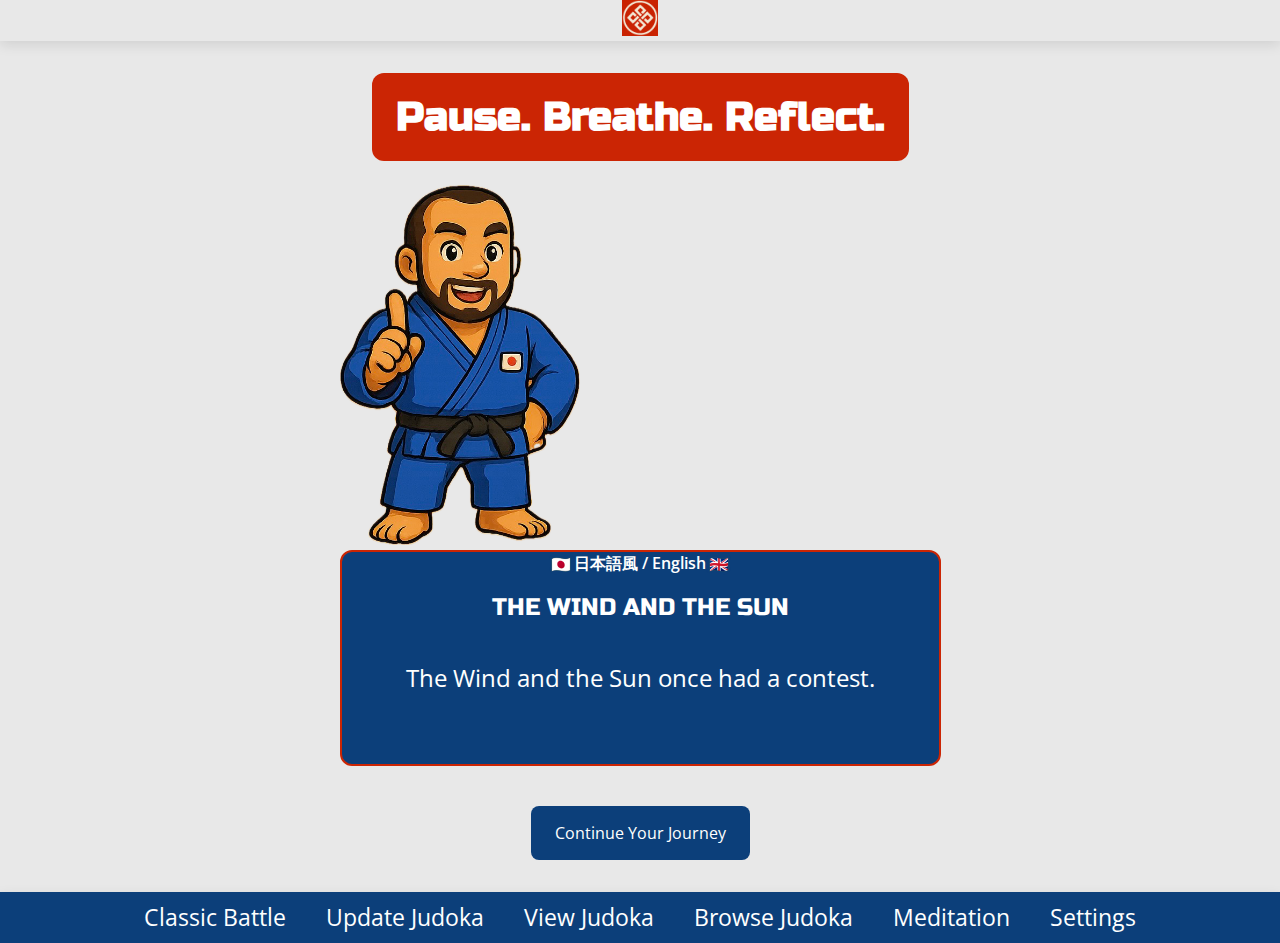 Pause. Breathe. Reflect.
🇯🇵 日本語風 / English 🇬🇧
THE WIND AND THE SUN
The Wind and the Sun once had a contest.
Continue Your Journey
Classic Battle Update Judoka View Judoka Browse Judoka Meditation Settings